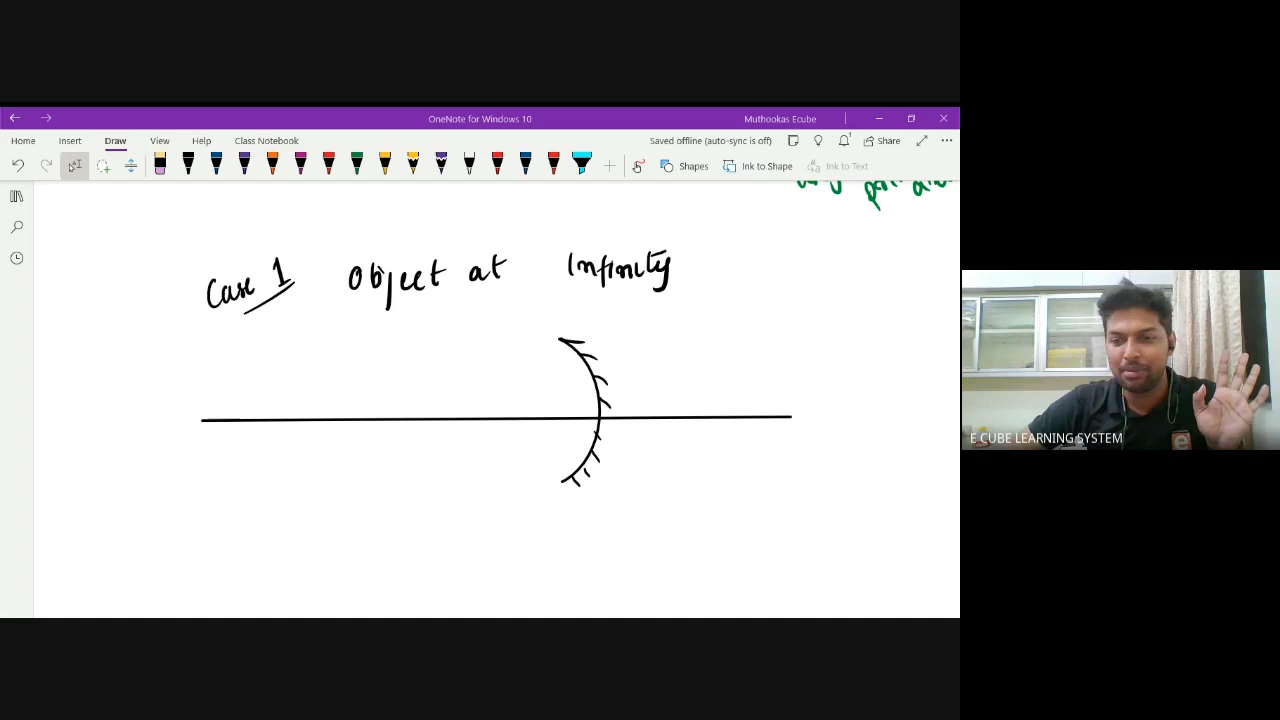 OneNote for Windows 10
Muthookas Ecube
Home Insert Draw View Help Class Notebook
Saved offline (auto-sync is off)
Share
Shapes
Ink to Shape
Ink to Text
Case 1 Object at Infinity
E CUBE LEARNING SYSTEM
e